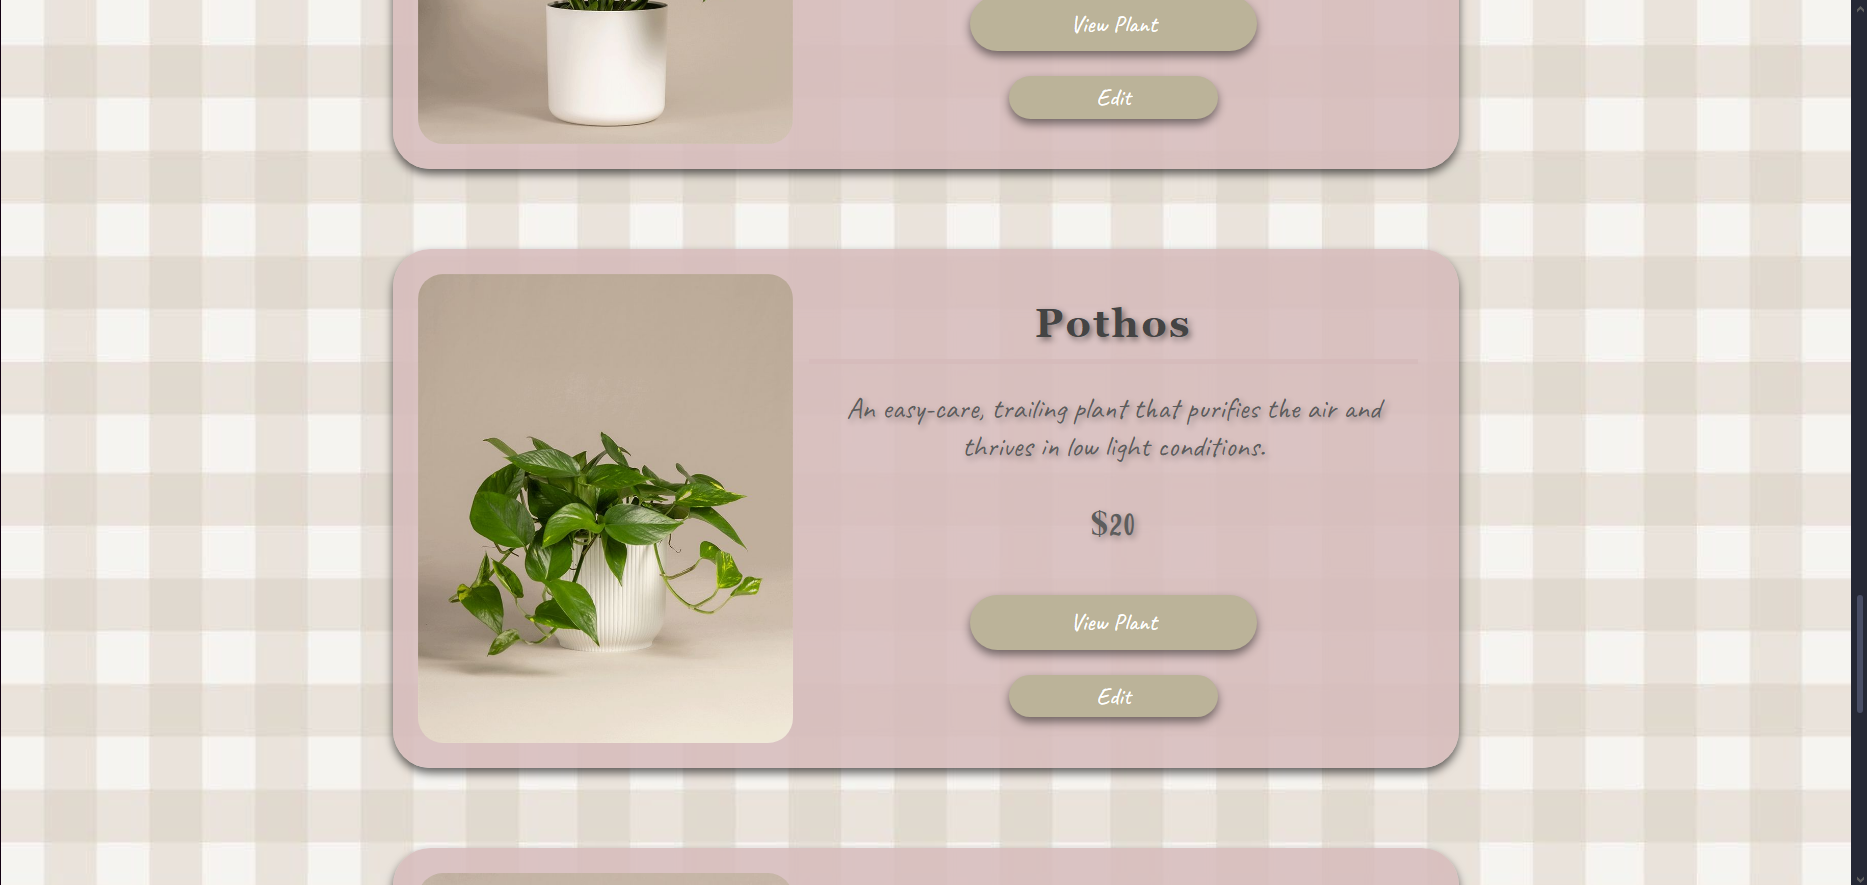 View Plant
Edit
Pothos
An easy-care, trailing plant that purifies the air and
thrives in low light conditions.
$20
View Plant
Edit